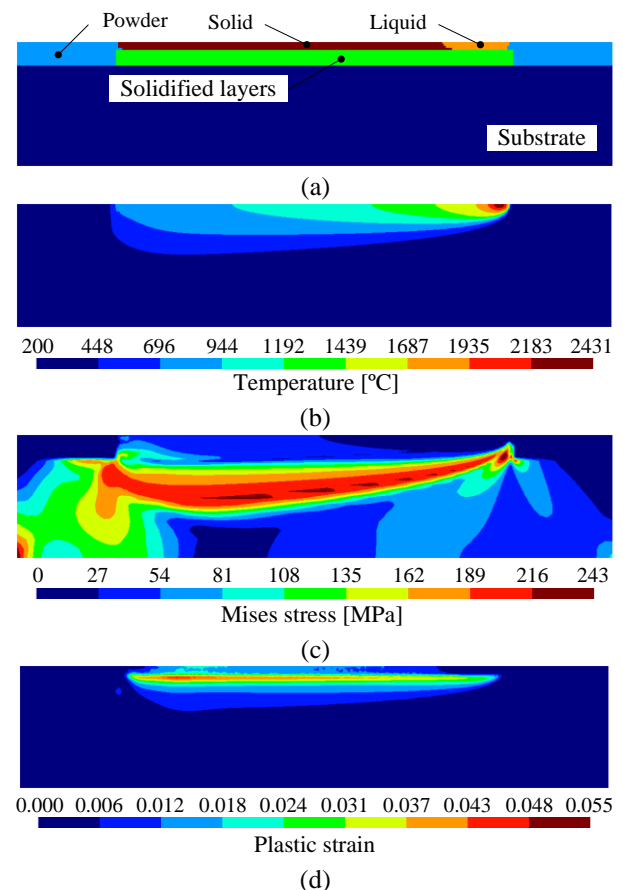 Powder Solid Liquid
Solidified layers
Substrate
(a)
200 448 696 944 1192 1439 1687 1935 2183 2431
Temperature [ºC]
(b)
0 27 54 81 108 135 162 189 216 243
Mises stress [MPa]
(c)
0.000 0.006 0.012 0.018 0.024 0.031 0.037 0.043 0.048 0.055
Plastic strain
(d)